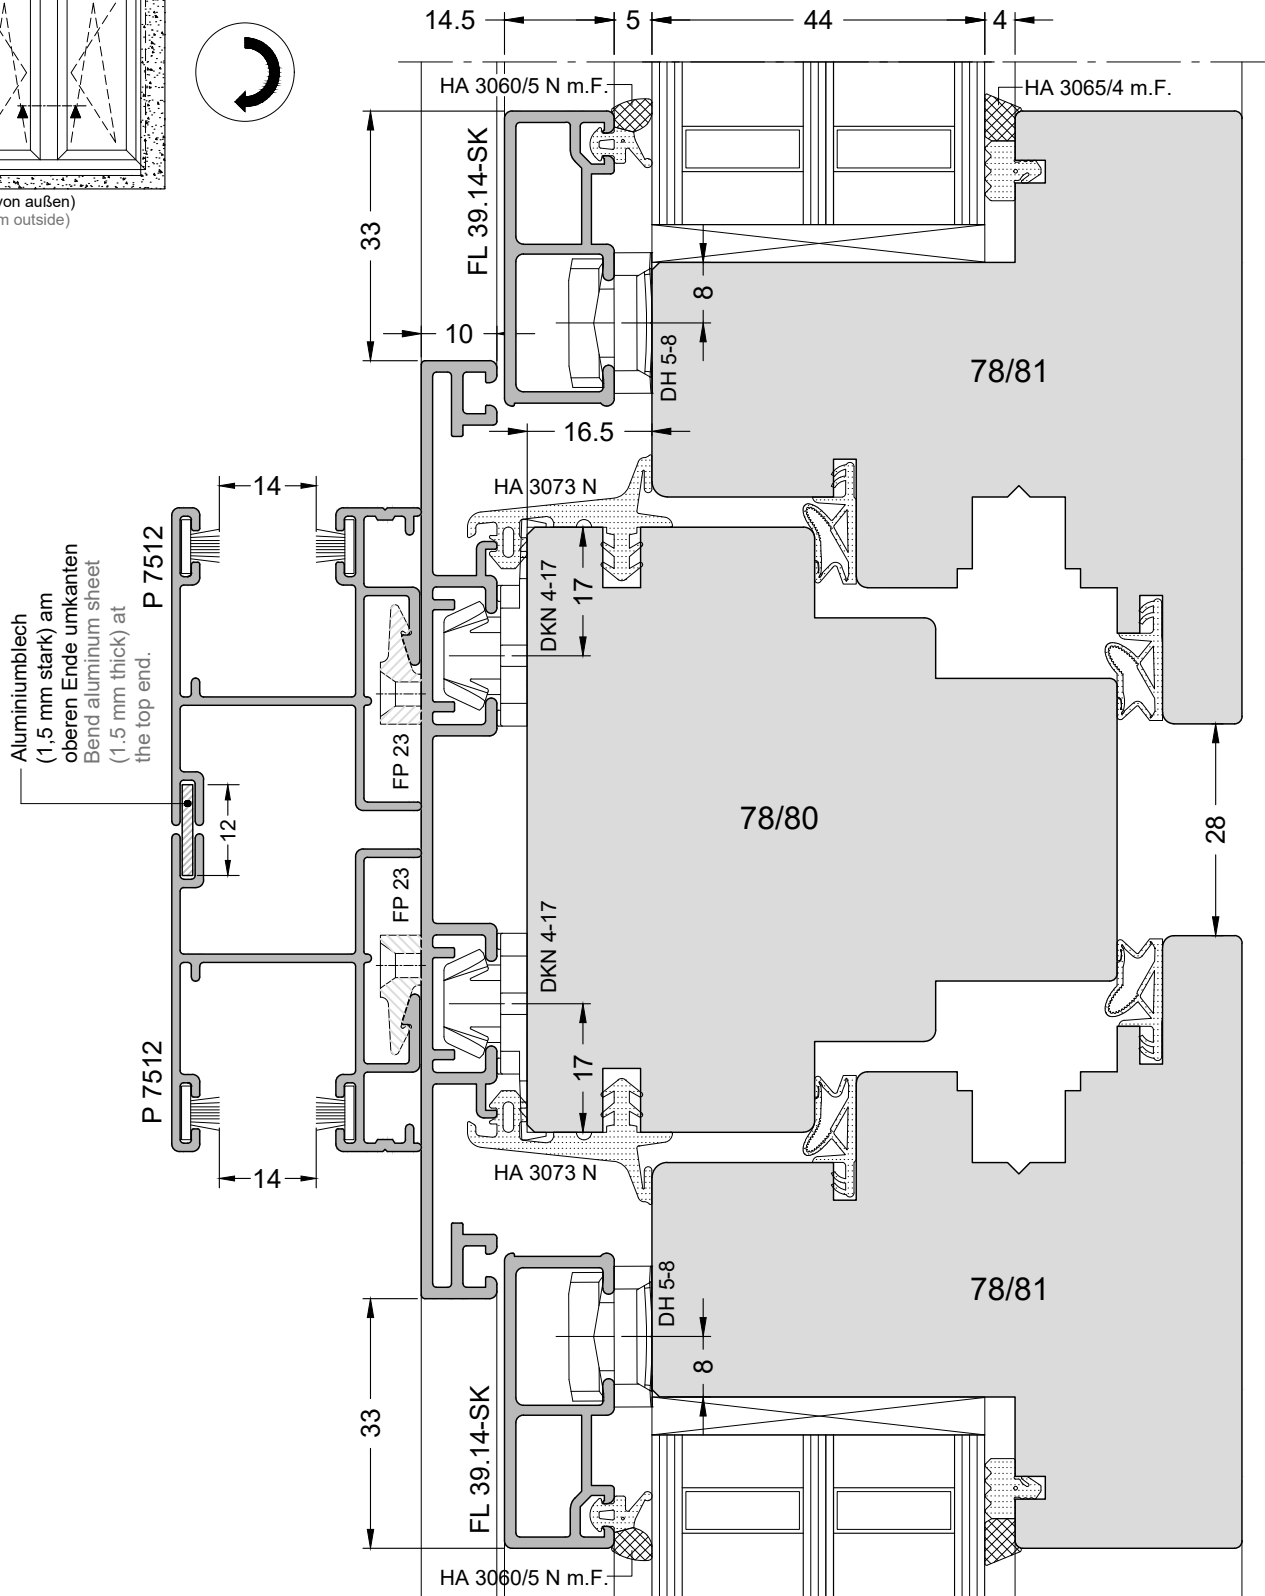 14.5
5
44
4
HA 3060/5 N m.F.
HA 3065/4 m.F.
von außen)
m outside)
33
FL 39.14-SK
8
10
DH 5-8
78/81
16.5
14
HA 3073 N
P 7512
Aluminiumblech
(1,5 mm stark) am
oberen Ende umkanten
Bend aluminum sheet
(1.5 mm thick) at
the top end.
DKN 4-17
17
FP 23
12
78/80
28
FP 23
DKN 4-17
17
P 7512
14
HA 3073 N
DH 5-8
78/81
8
33
FL 39.14-SK
HA 3060/5 N m.F.